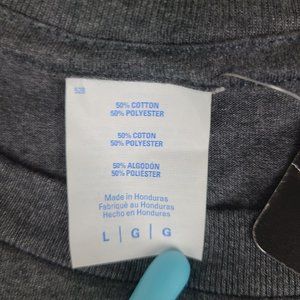 528
50% COTTON
50% POLYESTER
50% COTON
50% POLYESTER
50% ALGODÓN
50% POLIÉSTER
Made in Honduras
Fabriqué au Honduras
Hecho en Honduras
L | G | G